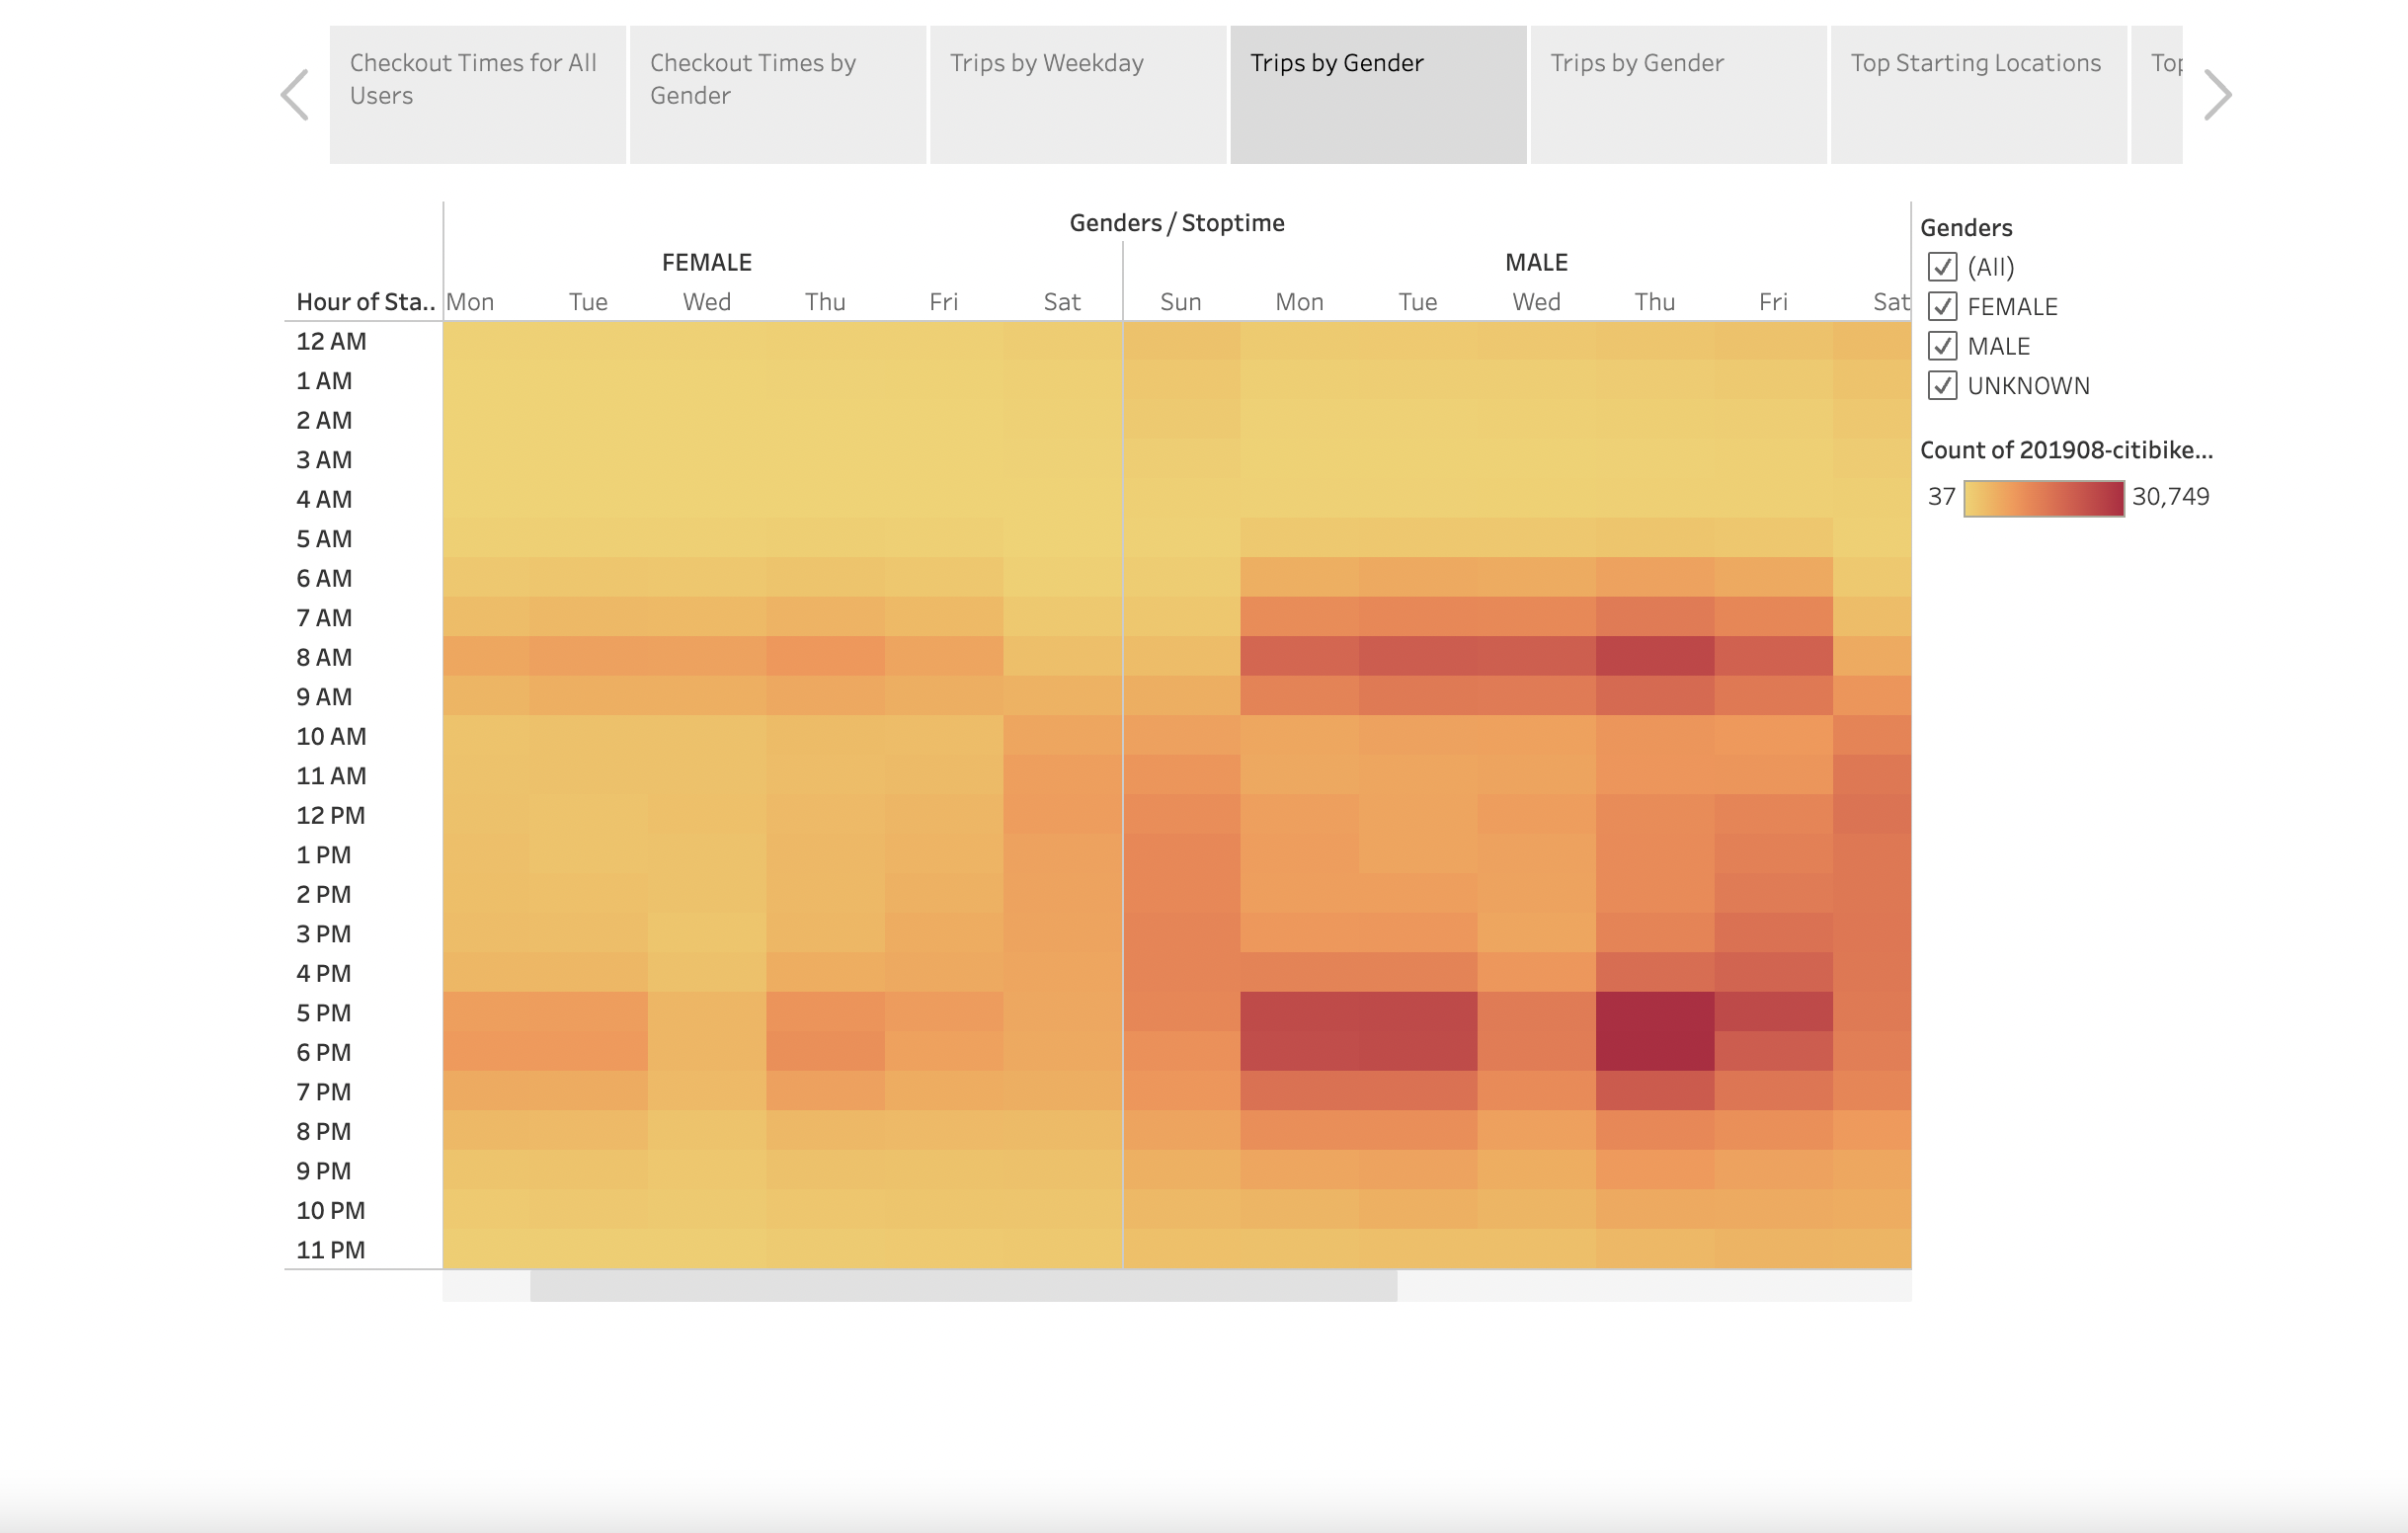 Checkout Times for All
Users
Checkout Times by
Gender
Trips by Weekday
Trips by Gender
Trips by Gender
Top Starting Locations
Top
Genders / Stoptime
FEMALE
MALE
Hour of Sta..
Mon Tue Wed Thu Fri Sat Sun Mon Tue Wed Thu Fri Sat
12 AM
1 AM
2 AM
3 AM
4 AM
5 AM
6 AM
7 AM
8 AM
9 AM
10 AM
11 AM
12 PM
1 PM
2 PM
3 PM
4 PM
5 PM
6 PM
7 PM
8 PM
9 PM
10 PM
11 PM
Genders
(All)
FEMALE
MALE
UNKNOWN
Count of 201908-citibike...
37 30,749